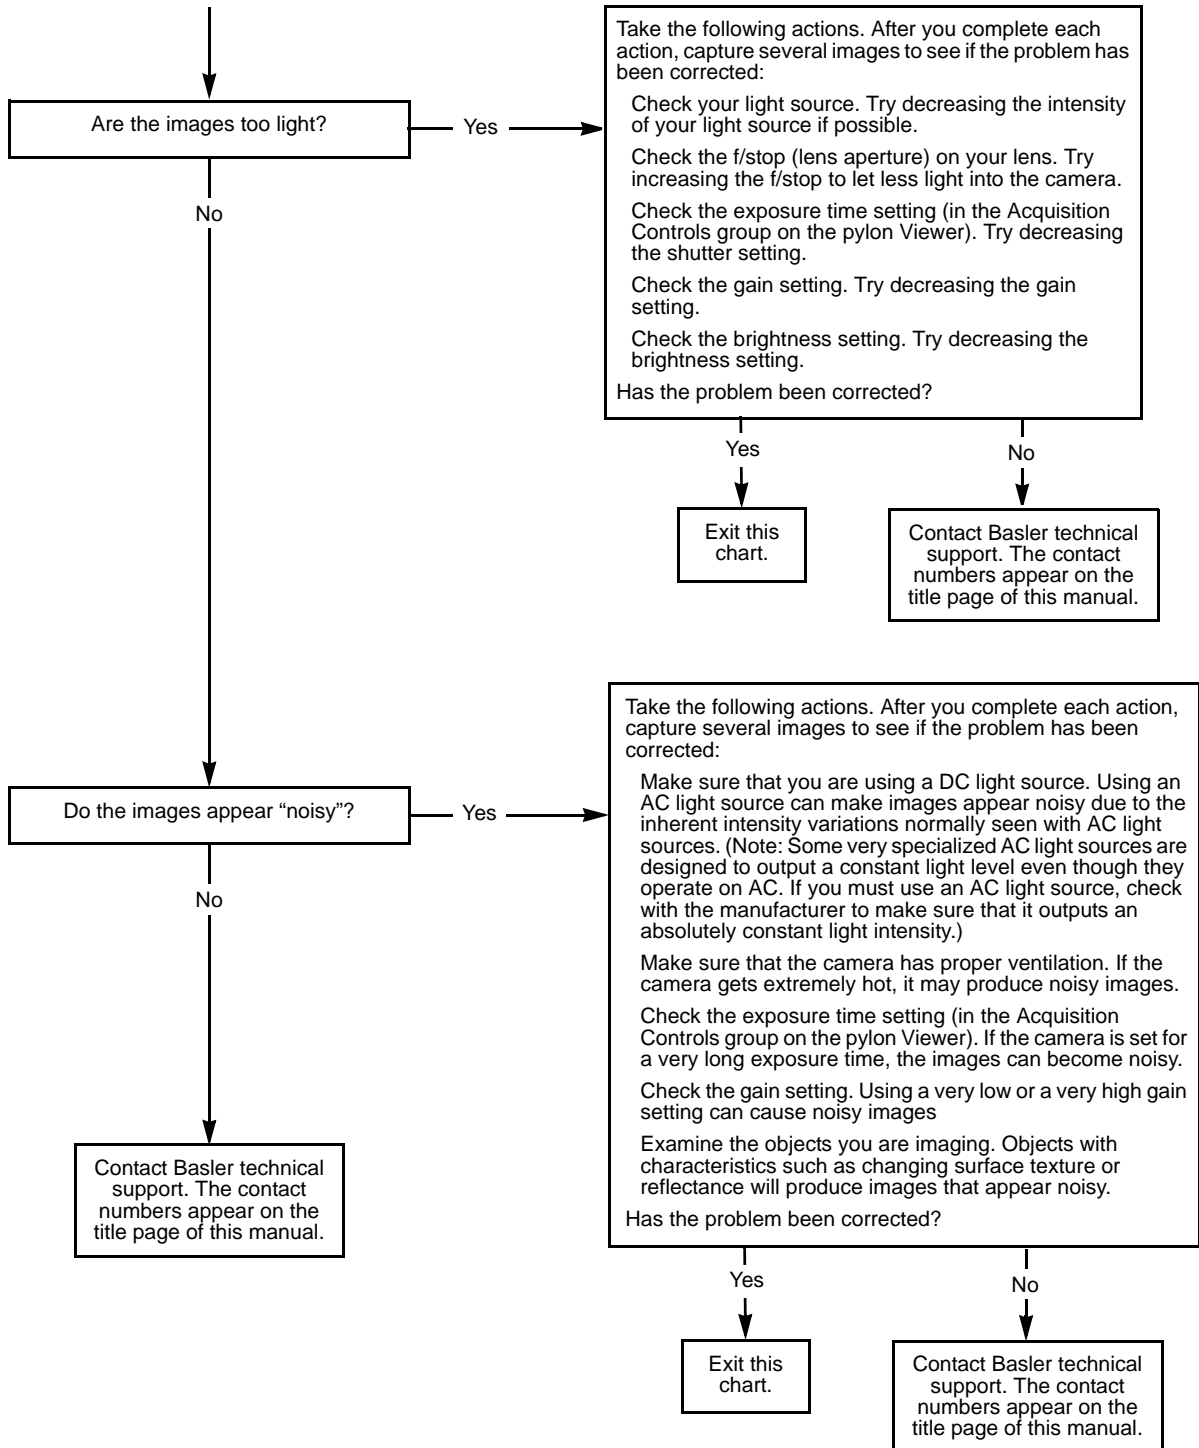 Are the images too light?
Yes
No
Take the following actions. After you complete each
action, capture several images to see if the problem has
been corrected:
Check your light source. Try decreasing the intensity
of your light source if possible.
Check the f/stop (lens aperture) on your lens. Try
increasing the f/stop to let less light into the camera.
Check the exposure time setting (in the Acquisition
Controls group on the pylon Viewer). Try decreasing
the shutter setting.
Check the gain setting. Try decreasing the gain
setting.
Check the brightness setting. Try decreasing the
brightness setting.
Has the problem been corrected?
Yes
No
Exit this
chart.
Contact Basler technical
support. The contact
numbers appear on the
title page of this manual.
Do the images appear “noisy”?
Yes
No
Take the following actions. After you complete each action,
capture several images to see if the problem has been
corrected:
Make sure that you are using a DC light source. Using an
AC light source can make images appear noisy due to the
inherent intensity variations normally seen with AC light
sources. (Note: Some very specialized AC light sources are
designed to output a constant light level even though they
operate on AC. If you must use an AC light source, check
with the manufacturer to make sure that it outputs an
absolutely constant light intensity.)
Make sure that the camera has proper ventilation. If the
camera gets extremely hot, it may produce noisy images.
Check the exposure time setting (in the Acquisition
Controls group on the pylon Viewer). If the camera is set for
a very long exposure time, the images can become noisy.
Check the gain setting. Using a very low or a very high gain
setting can cause noisy images
Examine the objects you are imaging. Objects with
characteristics such as changing surface texture or
reflectance will produce images that appear noisy.
Has the problem been corrected?
Contact Basler technical
support. The contact
numbers appear on the
title page of this manual.
Yes
No
Exit this
chart.
Contact Basler technical
support. The contact
numbers appear on the
title page of this manual.